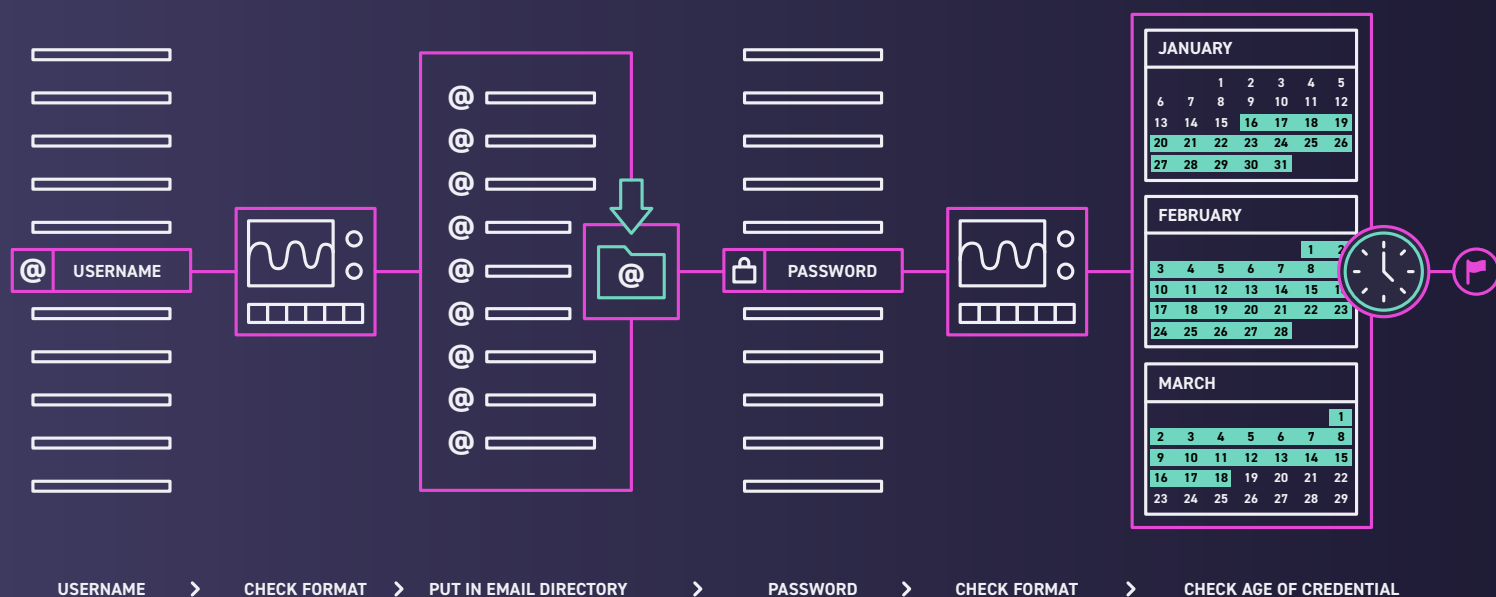 @ USERNAME
@
@
@
@
@
@
@
@
@
@
PASSWORD
JANUARY
1 2 3 4 5
6 7 8 9 10 11 12
13 14 15 16 17 18 19
20 21 22 23 24 25 26
27 28 29 30 31
FEBRUARY
1 2
3 4 5 6 7 8
10 11 12 13 14 15
17 18 19 20 21 22 23
24 25 26 27 28
MARCH
1
2 3 4 5 6 7 8
9 10 11 12 13 14 15
16 17 18 19 20 21 22
23 24 25 26 27 28 29
USERNAME > CHECK FORMAT > PUT IN EMAIL DIRECTORY > PASSWORD > CHECK FORMAT > CHECK AGE OF CREDENTIAL